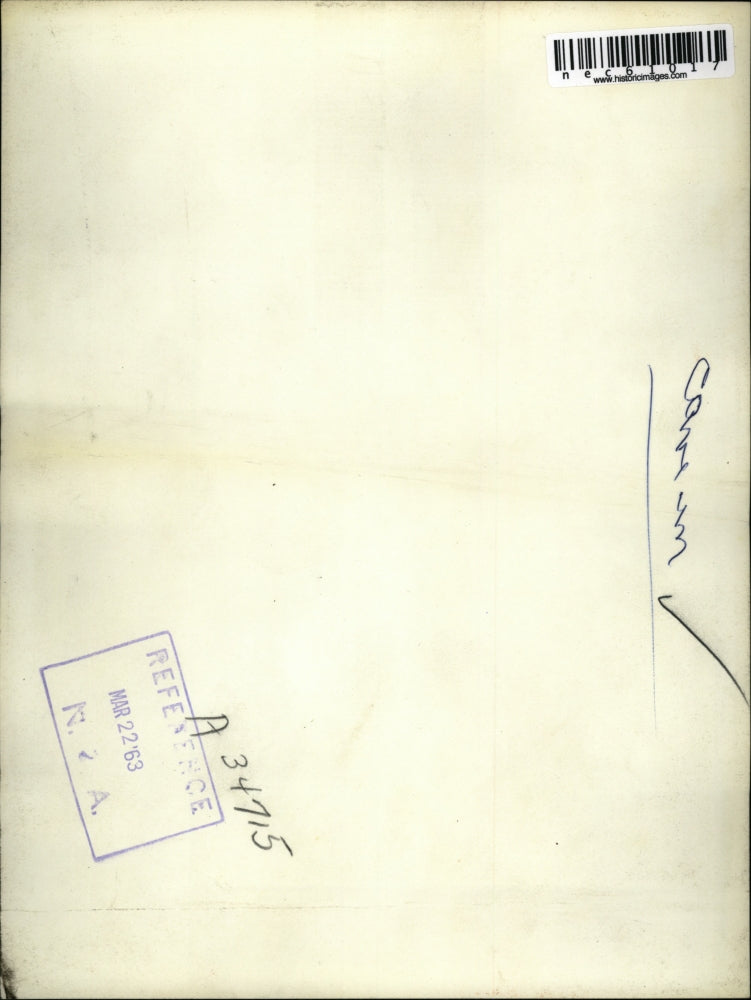 nec61017
www.historicimages.com
REFERENCE
MAR 22'63
N. E. A.
A 34715